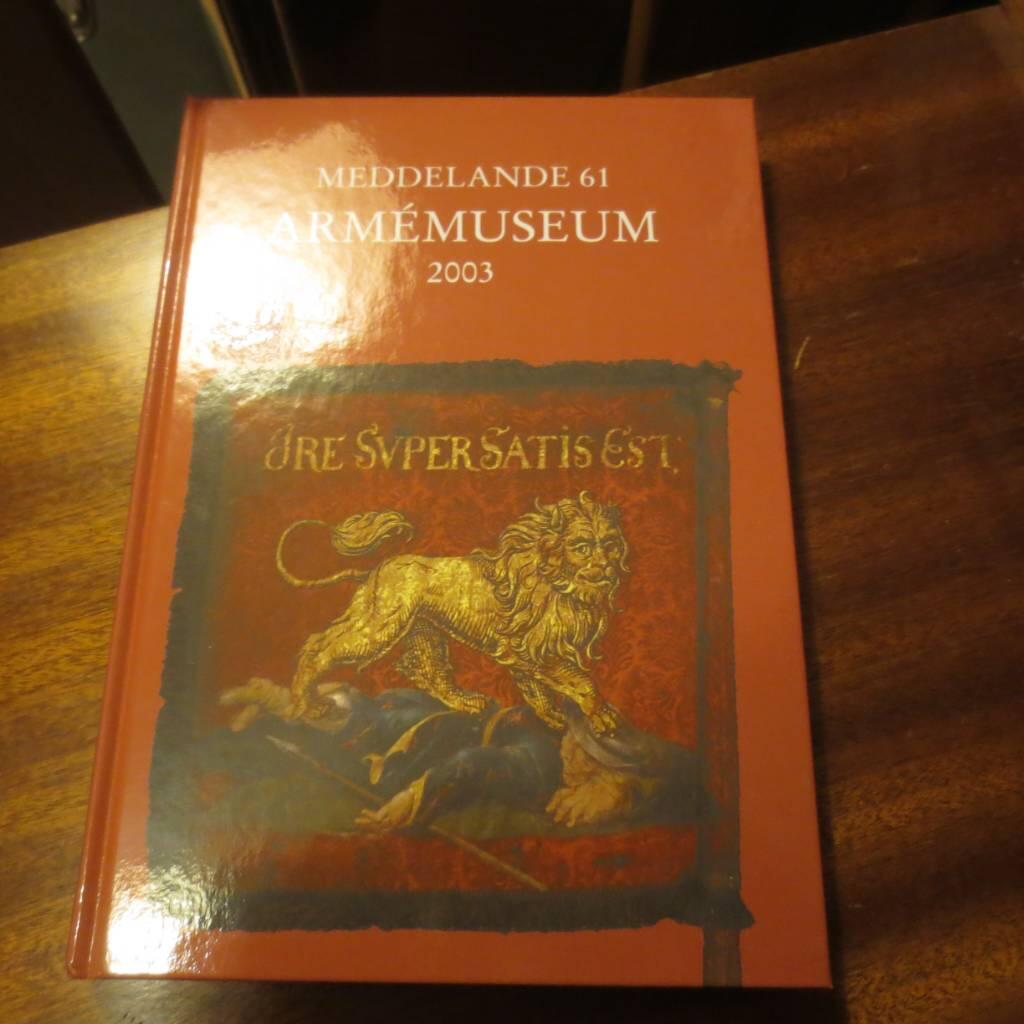 MEDDELANDE 61
ARMÉMUSEUM
2003
IRE SVPER SATIS EST.